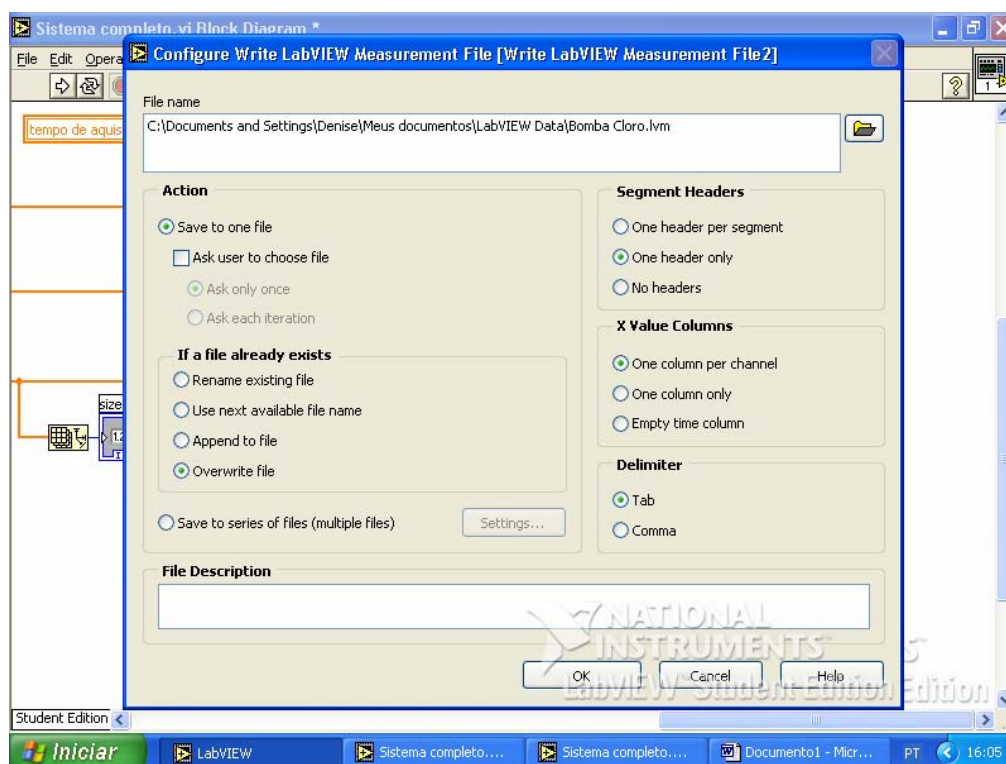 Sistema completo.vi Block Diagram *
File Edit Opera
Configure Write LabVIEW Measurement File [Write LabVIEW Measurement File2]
tempo de aquis
size
File name
C:\Documents and Settings\Denise\Meus documentos\LabVIEW Data\Bomba Cloro.lvm
Action
Save to one file
Ask user to choose file
Ask only once
Ask each iteration
If a file already exists
Rename existing file
Use next available file name
Append to file
Overwrite file
Save to series of files (multiple files)
Settings...
Segment Headers
One header per segment
One header only
No headers
X Value Columns
One column per channel
One column only
Empty time column
Delimiter
Tab
Comma
File Description
NATIONAL
INSTRUMENTS
LabVIEW Student Edition
Edition
OK Cancel Help
Student Edition
Iniciar LabVIEW Sistema completo.... Sistema completo.... Documento1 - Micr... PT 16:05